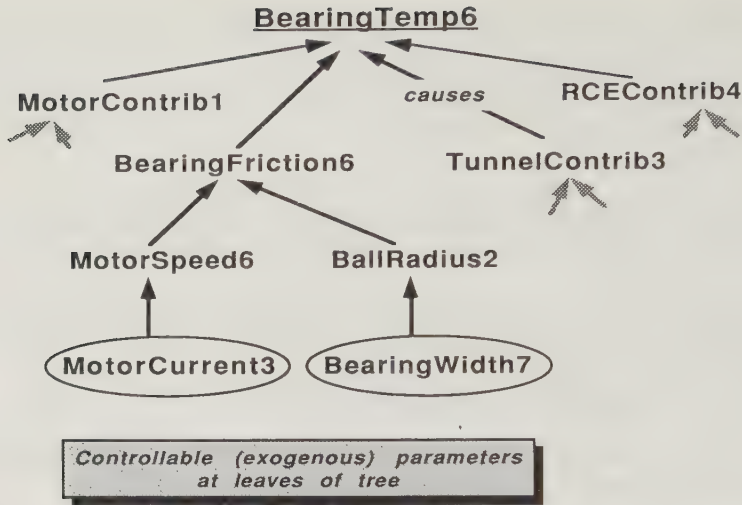 BearingTemp6
MotorContrib1
causes
RCEContrib4
BearingFriction6
TunnelContrib3
MotorSpeed6
BallRadius2
MotorCurrent3
BearingWidth7
Controllable (exogenous) parameters
at leaves of tree